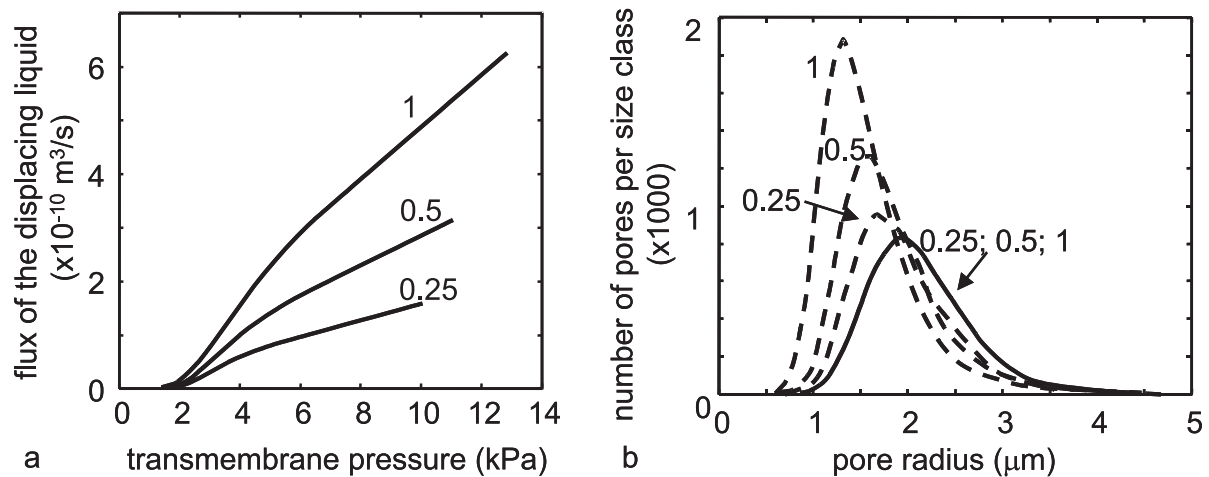 flux of the displacing liquid
(x10⁻¹⁰ m³/s)
6
4
2
0
1
0.5
0.25
0 2 4 6 8 10 12 14
a
transmembrane pressure (kPa)
number of pores per size class
(x1000)
2
1
0
1
0.5
0.25
0.25; 0.5; 1
0 1 2 3 4 5
b
pore radius (μm)